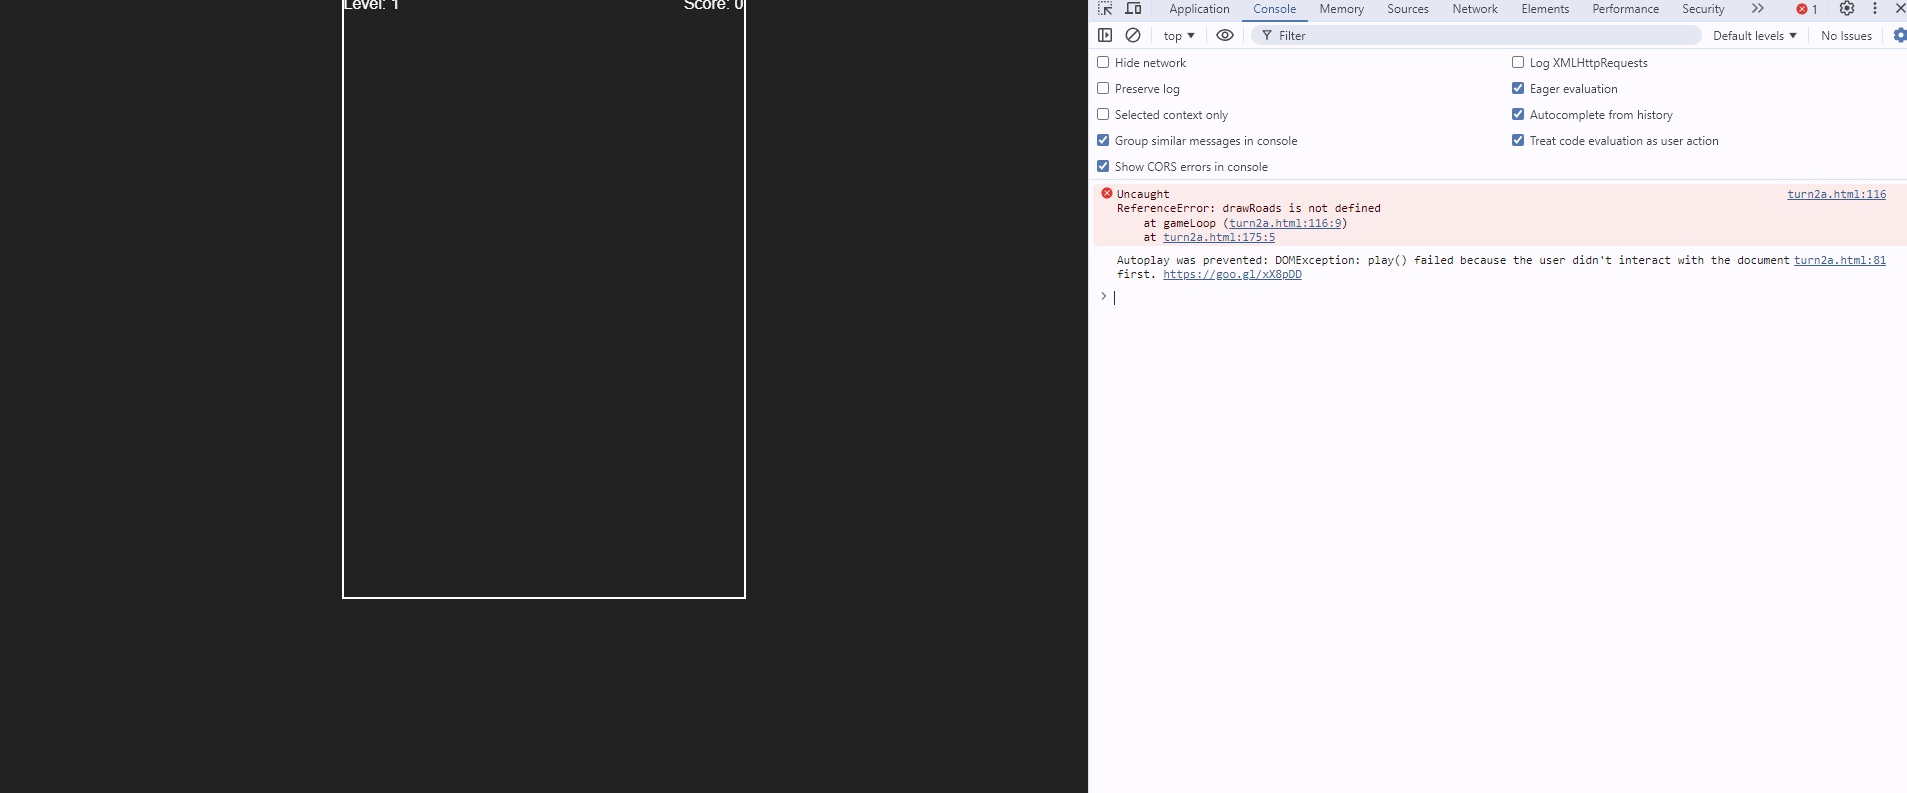 Level: 1
Score: 0
Application Console Memory Sources Network Elements Performance Security 1
top Filter Default levels No Issues
Hide network
Log XMLHttpRequests
Preserve log
Eager evaluation
Selected context only
Autocomplete from history
Group similar messages in console
Treat code evaluation as user action
Show CORS errors in console
Uncaught turn2a.html:116
ReferenceError: drawRoads is not defined
at gameLoop (turn2a.html:116:9)
at turn2a.html:175:5
Autoplay was prevented: DOMException: play() failed because the user didn't interact with the document turn2a.html:81
first. https://goo.gl/xX8pDD